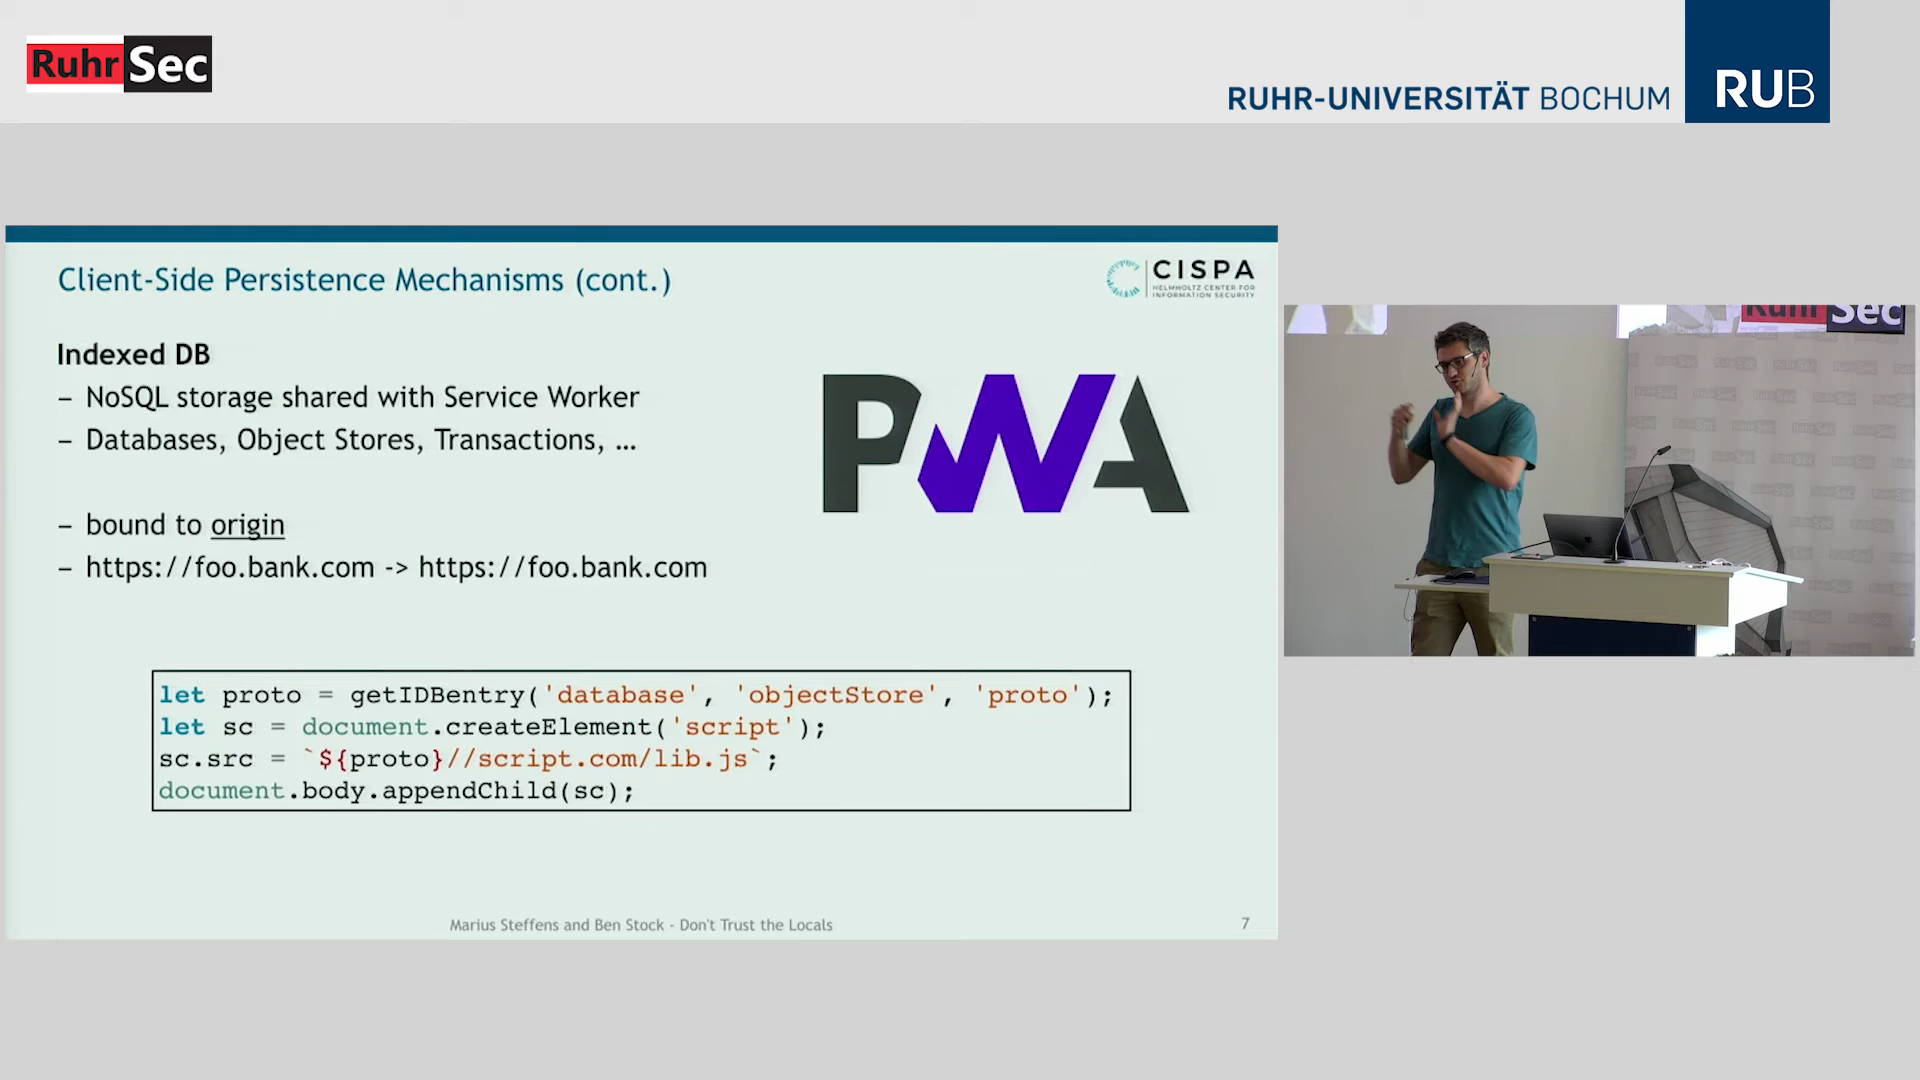 RuhrSec
RUHR-UNIVERSITÄT BOCHUM
RUB
Client-Side Persistence Mechanisms (cont.)
CISPA
HELMHOLTZ CENTER FOR
INFORMATION SECURITY
Indexed DB
– NoSQL storage shared with Service Worker
– Databases, Object Stores, Transactions, ...
PWA
– bound to origin
– https://foo.bank.com -> https://foo.bank.com
let proto = getIDBentry('database', 'objectStore', 'proto');
let sc = document.createElement('script');
sc.src = `${proto}//script.com/lib.js`;
document.body.appendChild(sc);
Marius Steffens and Ben Stock - Don't Trust the Locals
7
RuhrSec